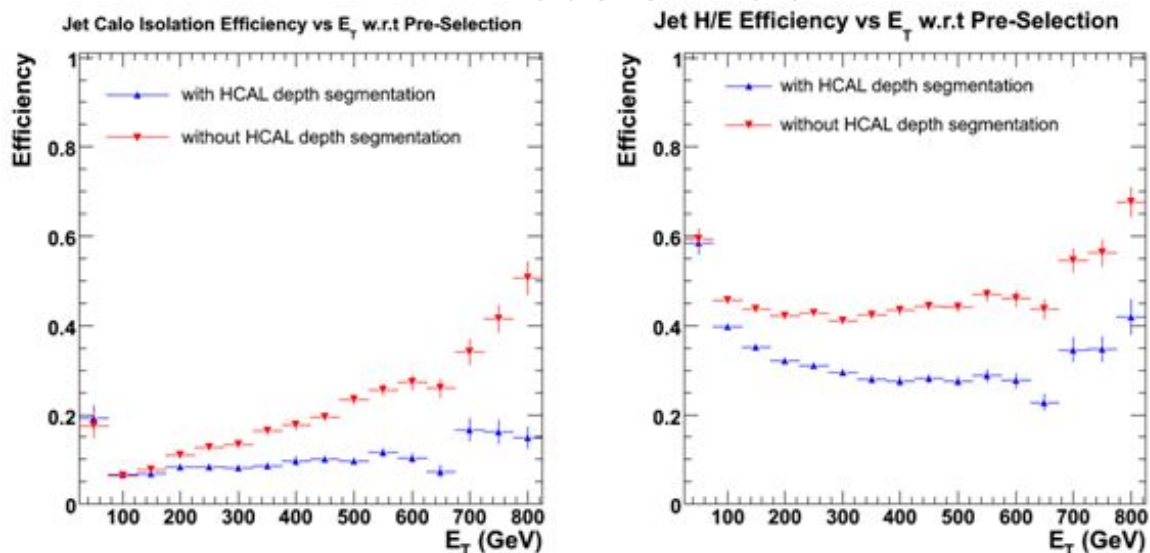 Jet Calo Isolation Efficiency vs E_T w.r.t Pre-Selection
Efficiency
1
0.8
0.6
0.4
0.2
0
with HCAL depth segmentation
without HCAL depth segmentation
100 200 300 400 500 600 700 800
E_T (GeV)
Jet H/E Efficiency vs E_T w.r.t Pre-Selection
Efficiency
1
0.8
0.6
0.4
0.2
0
with HCAL depth segmentation
without HCAL depth segmentation
100 200 300 400 500 600 700 800
E_T (GeV)